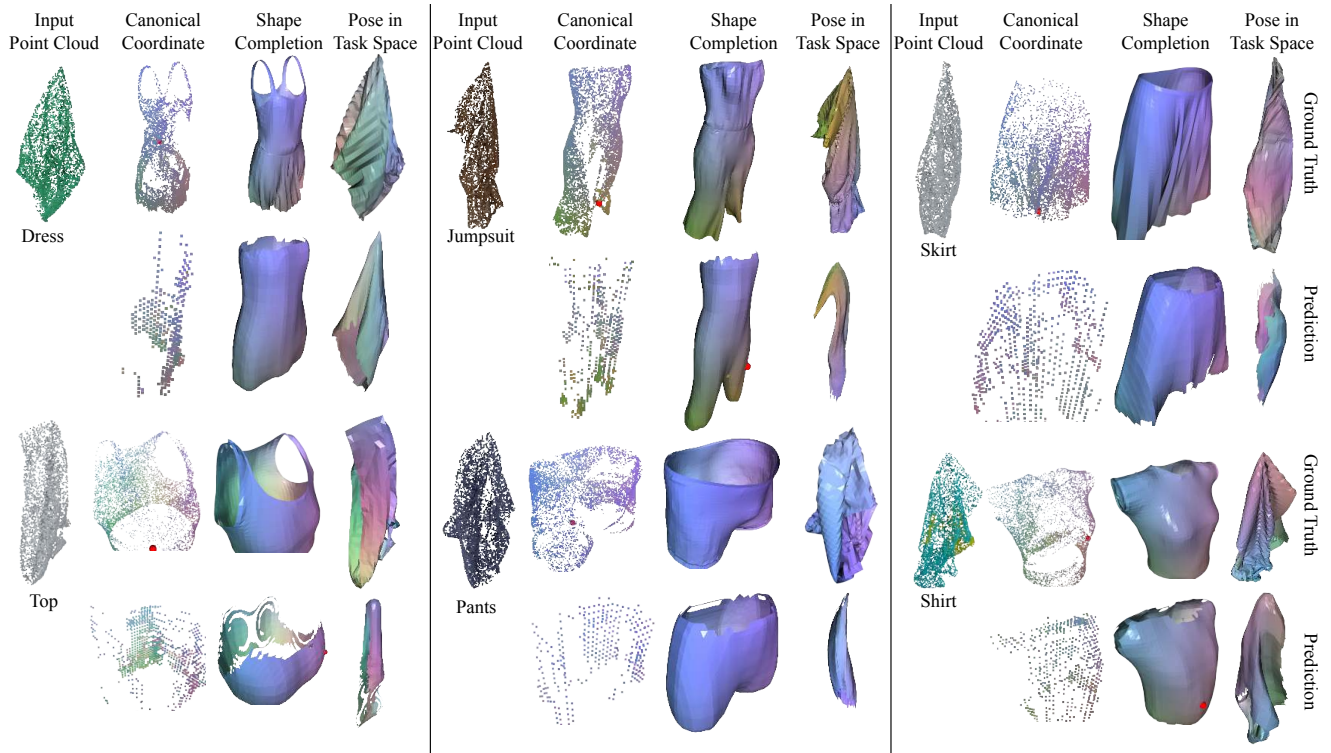 Input
Point Cloud
Canonical
Coordinate
Shape
Completion
Pose in
Task Space
Input
Point Cloud
Canonical
Coordinate
Shape
Completion
Pose in
Task Space
Input
Point Cloud
Canonical
Coordinate
Shape
Completion
Pose in
Task Space
Dress
Jumpsuit
Skirt
Ground Truth
Prediction
Top
Pants
Shirt
Ground Truth
Prediction